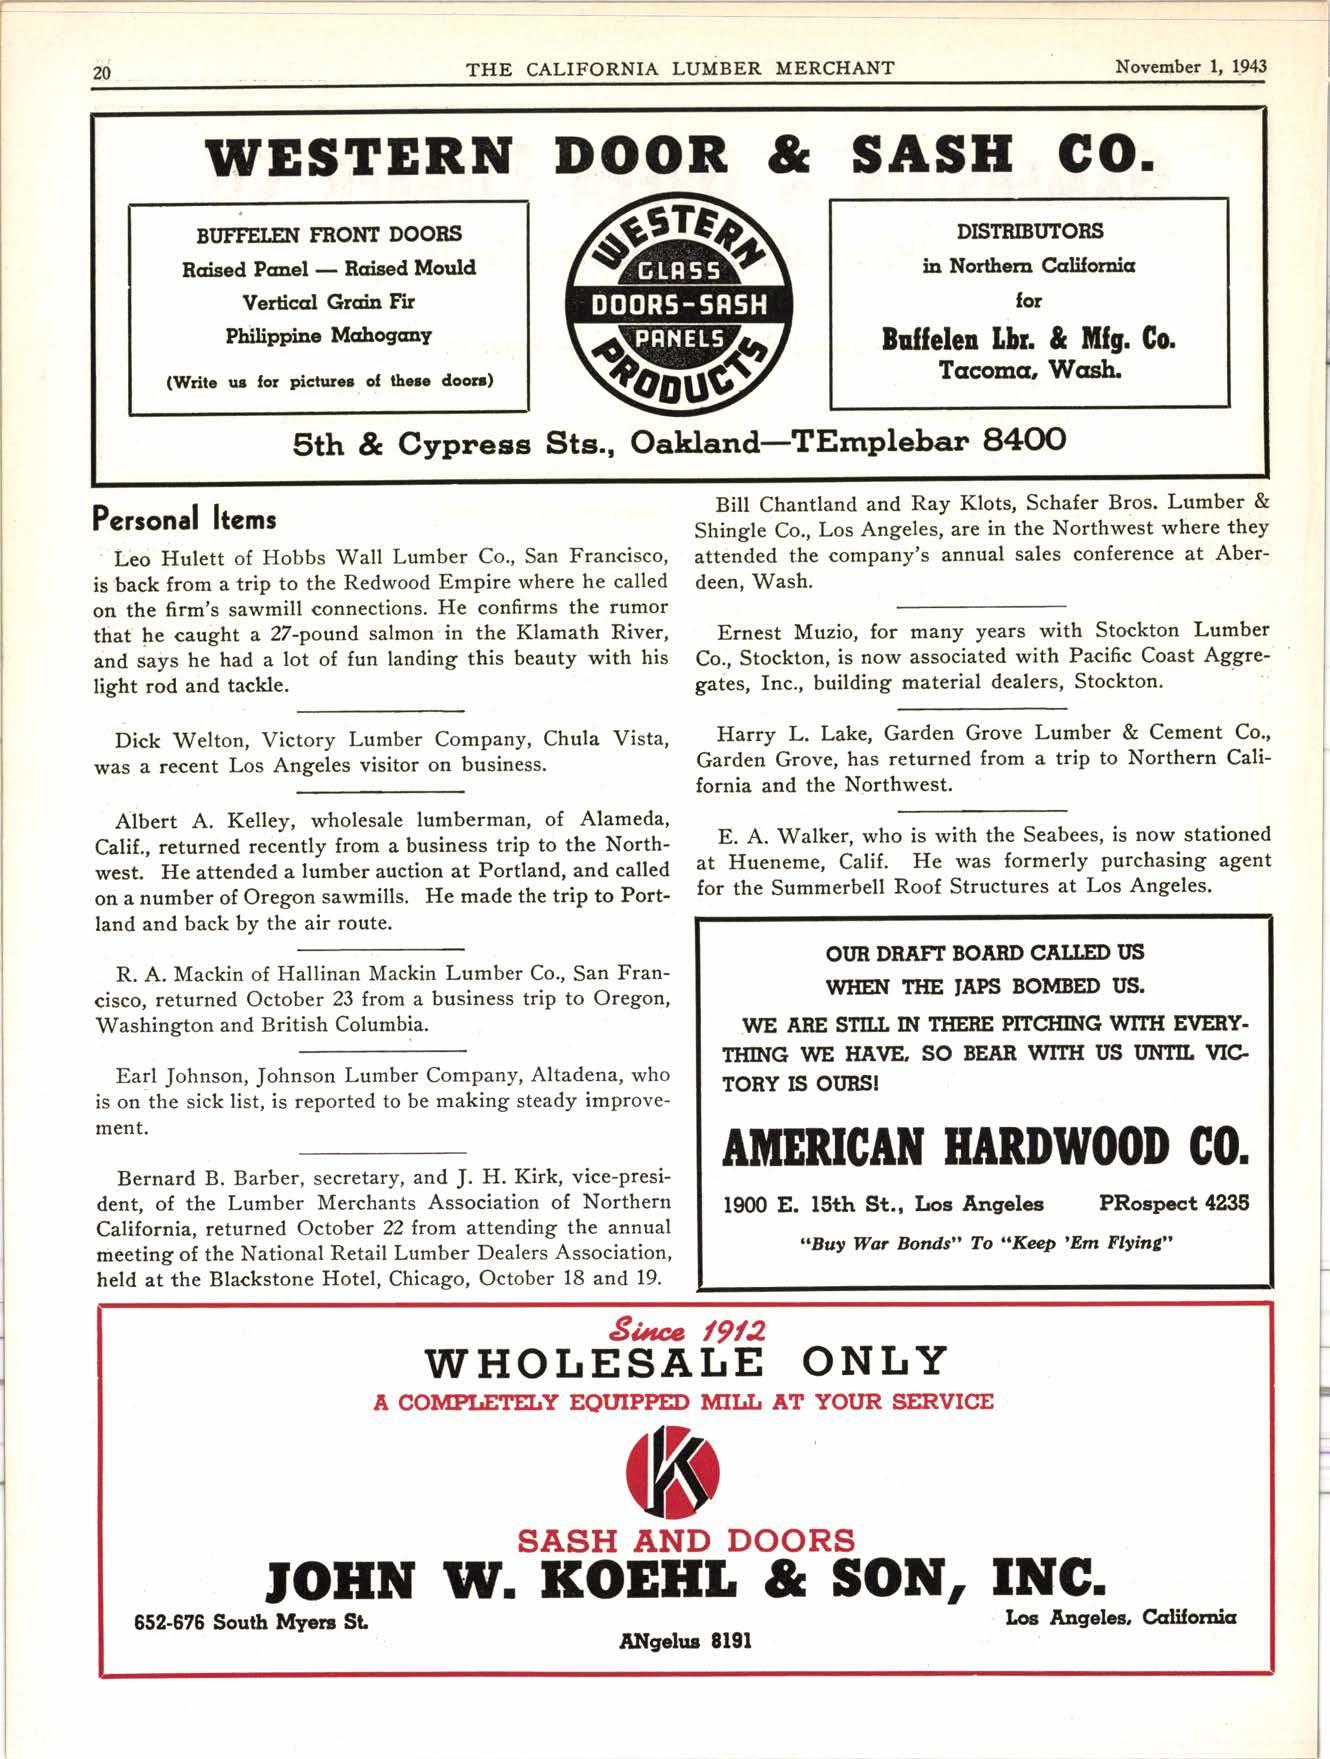 20
THE CALIFORNIA LUMBER MERCHANT
November 1, 1943
WESTERN DOOR & SASH CO.
BUFFELEN FRONT DOORS
Raised Panel — Raised Mould
Vertical Grain Fir
Philippine Mahogany
(Write us for pictures of these doors)
WESTERN
GLASS
DOORS-SASH
PANELS
PRODUCTS
DISTRIBUTORS
in Northern California
for
Buffelen Lbr. & Mfg. Co.
Tacoma, Wash.
5th & Cypress Sts., Oakland—TEmplebar 8400
Personal Items
Leo Hulett of Hobbs Wall Lumber Co., San Francisco,
is back from a trip to the Redwood Empire where he called
on the firm's sawmill connections. He confirms the rumor
that he caught a 27-pound salmon in the Klamath River,
and says he had a lot of fun landing this beauty with his
light rod and tackle.
Dick Welton, Victory Lumber Company, Chula Vista,
was a recent Los Angeles visitor on business.
Albert A. Kelley, wholesale lumberman, of Alameda,
Calif., returned recently from a business trip to the North-
west. He attended a lumber auction at Portland, and called
on a number of Oregon sawmills. He made the trip to Port-
land and back by the air route.
R. A. Mackin of Hallinan Mackin Lumber Co., San Fran-
cisco, returned October 23 from a business trip to Oregon,
Washington and British Columbia.
Earl Johnson, Johnson Lumber Company, Altadena, who
is on the sick list, is reported to be making steady improve-
ment.
Bernard B. Barber, secretary, and J. H. Kirk, vice-presi-
dent, of the Lumber Merchants Association of Northern
California, returned October 22 from attending the annual
meeting of the National Retail Lumber Dealers Association,
held at the Blackstone Hotel, Chicago, October 18 and 19.
Bill Chantland and Ray Klots, Schafer Bros. Lumber &
Shingle Co., Los Angeles, are in the Northwest where they
attended the company's annual sales conference at Aber-
deen, Wash.
Ernest Muzio, for many years with Stockton Lumber
Co., Stockton, is now associated with Pacific Coast Aggre-
gates, Inc., building material dealers, Stockton.
Harry L. Lake, Garden Grove Lumber & Cement Co.,
Garden Grove, has returned from a trip to Northern Cali-
fornia and the Northwest.
E. A. Walker, who is with the Seabees, is now stationed
at Hueneme, Calif. He was formerly purchasing agent
for the Summerbell Roof Structures at Los Angeles.
OUR DRAFT BOARD CALLED US
WHEN THE JAPS BOMBED US.
WE ARE STILL IN THERE PITCHING WITH EVERY-
THING WE HAVE, SO BEAR WITH US UNTIL VIC-
TORY IS OURS!
AMERICAN HARDWOOD CO.
1900 E. 15th St., Los Angeles PRospect 4235
"Buy War Bonds" To "Keep 'Em Flying"
Since 1912
WHOLESALE ONLY
A COMPLETELY EQUIPPED MILL AT YOUR SERVICE
K
SASH AND DOORS
JOHN W. KOEHL & SON, INC.
652-676 South Myers St.
Los Angeles, California
ANgelus 8191